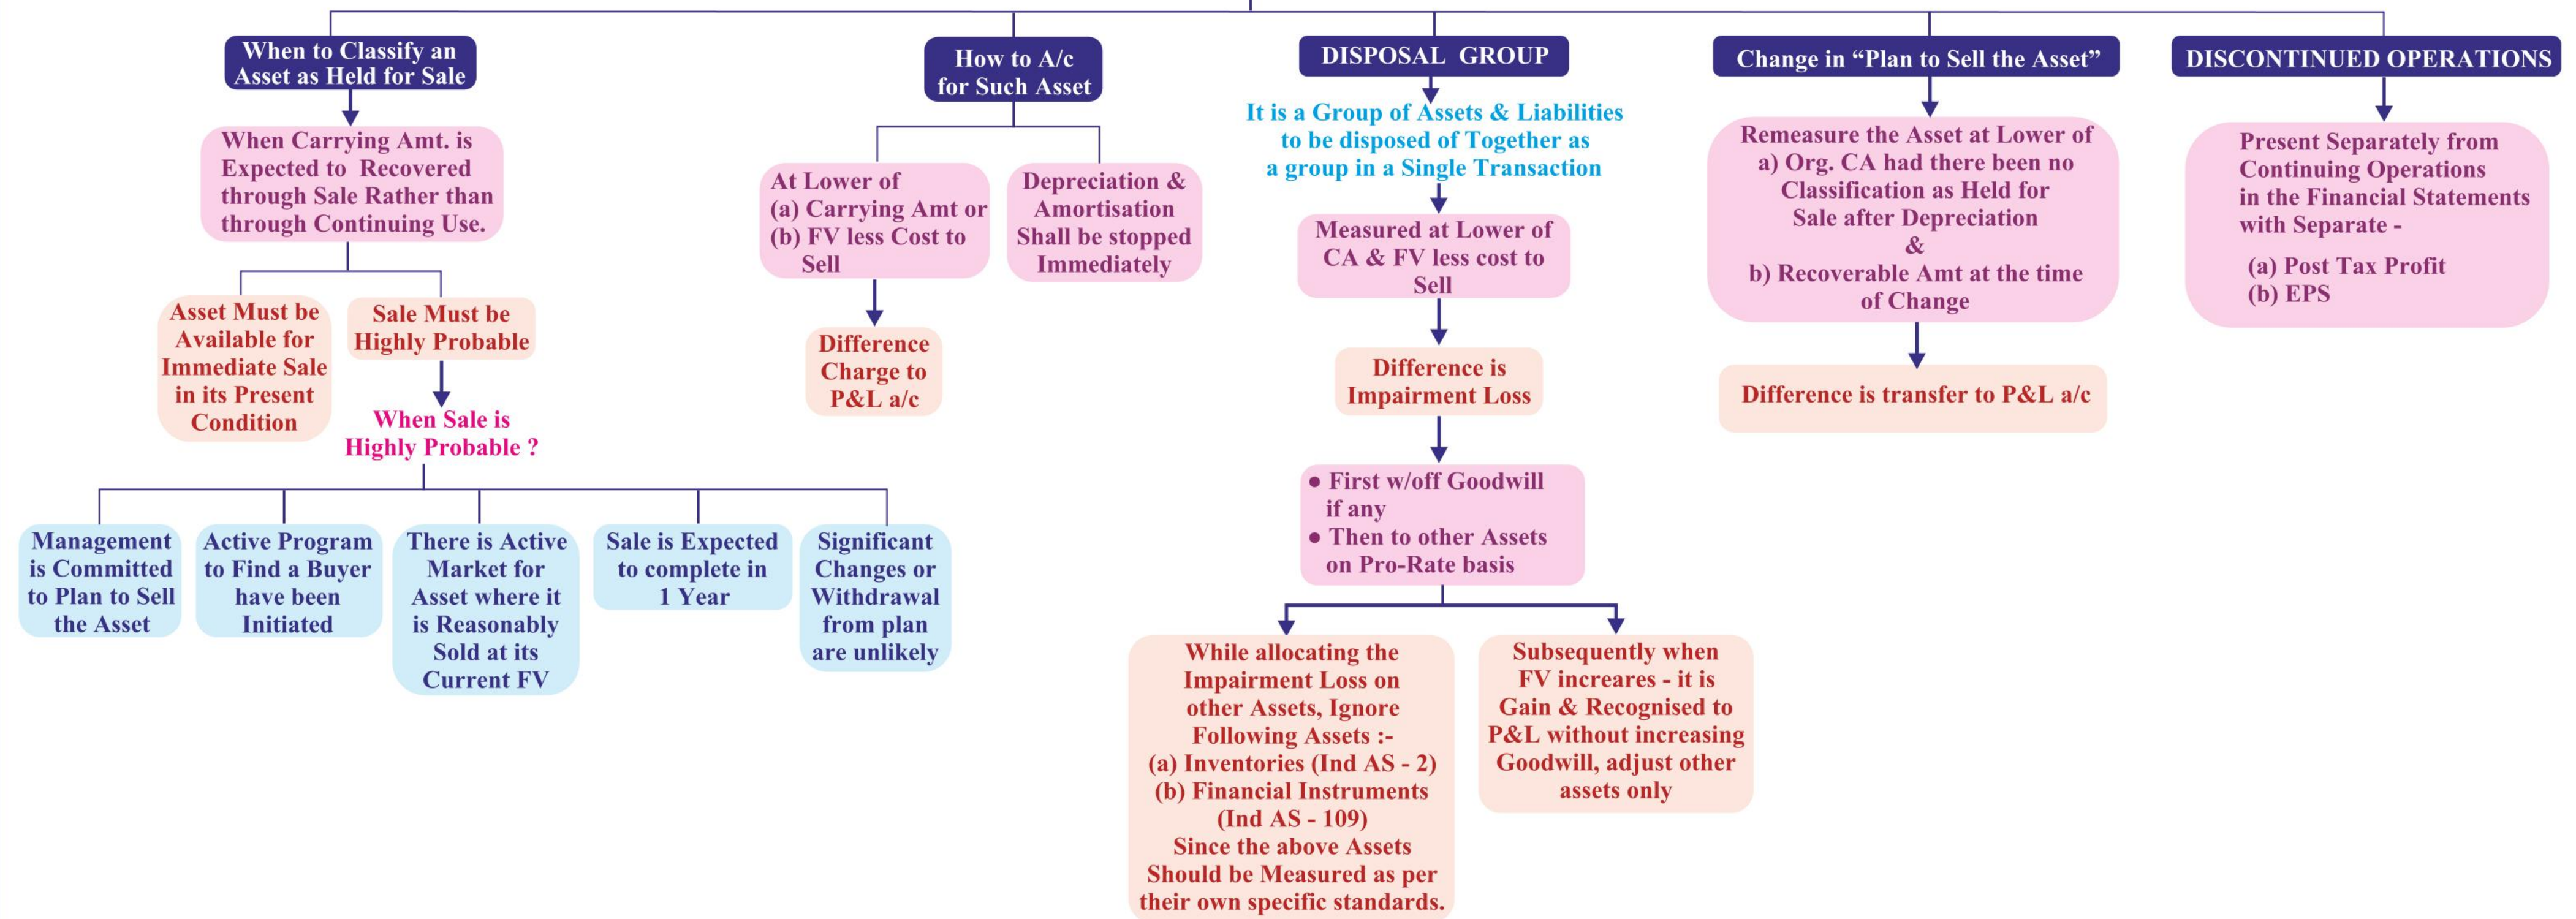 When to Classify an
Asset as Held for Sale
When Carrying Amt. is
Expected to Recovered
through Sale Rather than
through Continuing Use.
Asset Must be
Available for
Immediate Sale
in its Present
Condition
Sale Must be
Highly Probable
When Sale is
Highly Probable ?
Management
is Committed
to Plan to Sell
the Asset
Active Program
to Find a Buyer
have been
Initiated
There is Active
Market for
Asset where it
is Reasonably
Sold at its
Current FV
Sale is Expected
to complete in
1 Year
Significant
Changes or
Withdrawal
from plan
are unlikely
How to A/c
for Such Asset
At Lower of
(a) Carrying Amt or
(b) FV less Cost to
Sell
Difference
Charge to
P&L a/c
Depreciation &
Amortisation
Shall be stopped
Immediately
DISPOSAL GROUP
It is a Group of Assets & Liabilities
to be disposed of Together as
a group in a Single Transaction
Measured at Lower of
CA & FV less cost to
Sell
Difference is
Impairment Loss
● First w/off Goodwill
if any
● Then to other Assets
on Pro-Rate basis
While allocating the
Impairment Loss on
other Assets, Ignore
Following Assets :-
(a) Inventories (Ind AS - 2)
(b) Financial Instruments
(Ind AS - 109)
Since the above Assets
Should be Measured as per
their own specific standards.
Subsequently when
FV increares - it is
Gain & Recognised to
P&L without increasing
Goodwill, adjust other
assets only
Change in “Plan to Sell the Asset”
Remeasure the Asset at Lower of
a) Org. CA had there been no
Classification as Held for
Sale after Depreciation
&
b) Recoverable Amt at the time
of Change
Difference is transfer to P&L a/c
DISCONTINUED OPERATIONS
Present Separately from
Continuing Operations
in the Financial Statements
with Separate -
(a) Post Tax Profit
(b) EPS